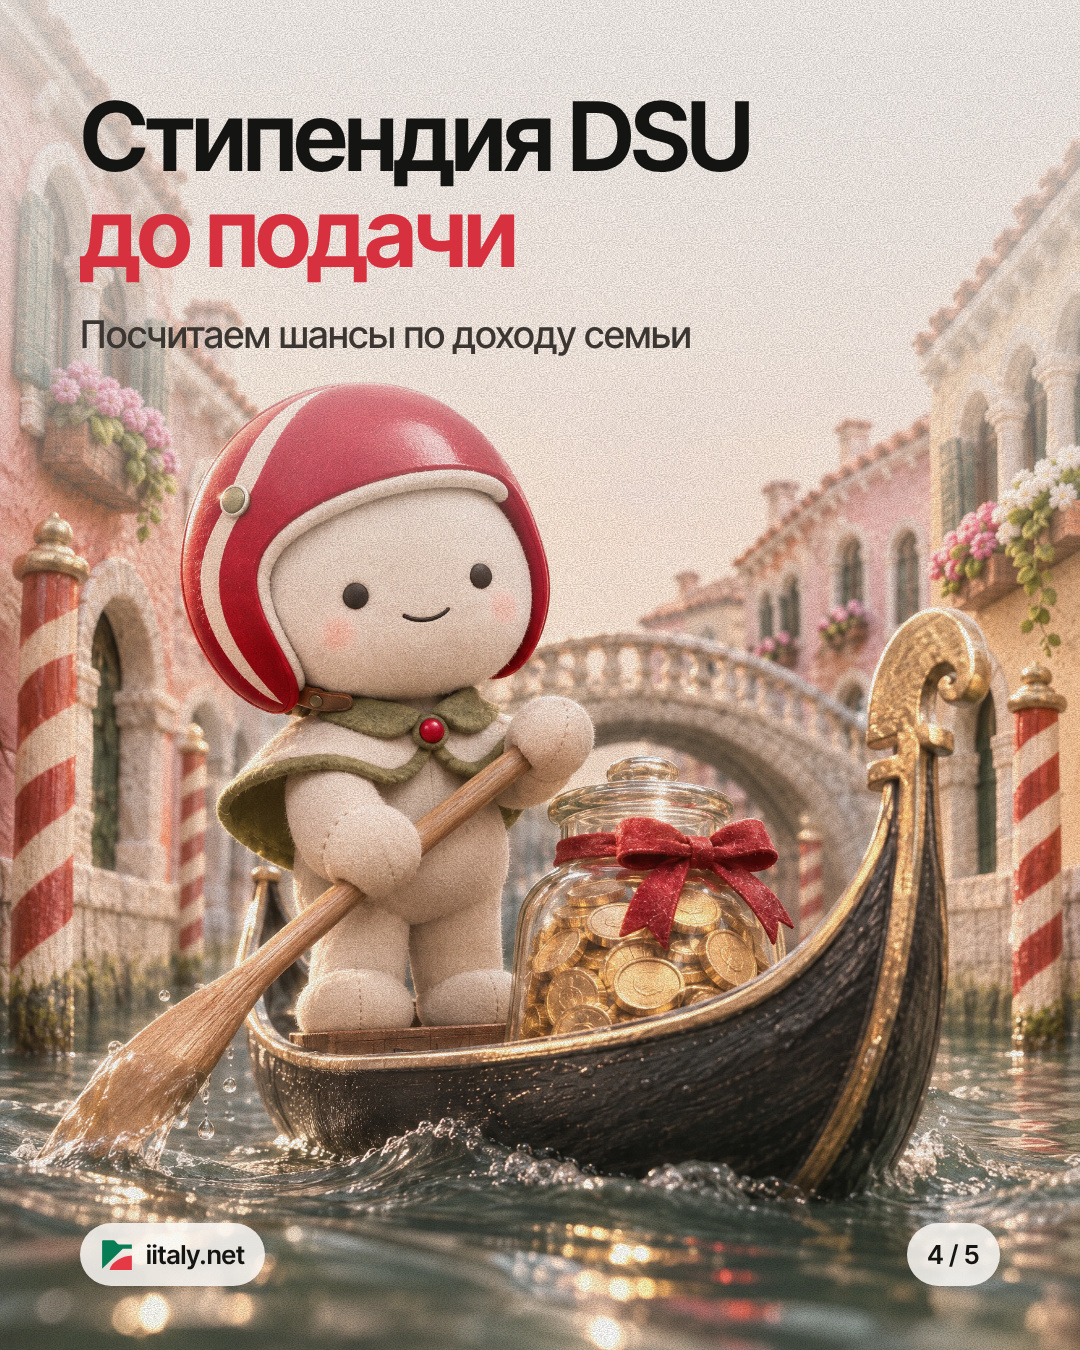 Стипендия DSU
до подачи
Посчитаем шансы по доходу семьи
iitaly.net
4 / 5